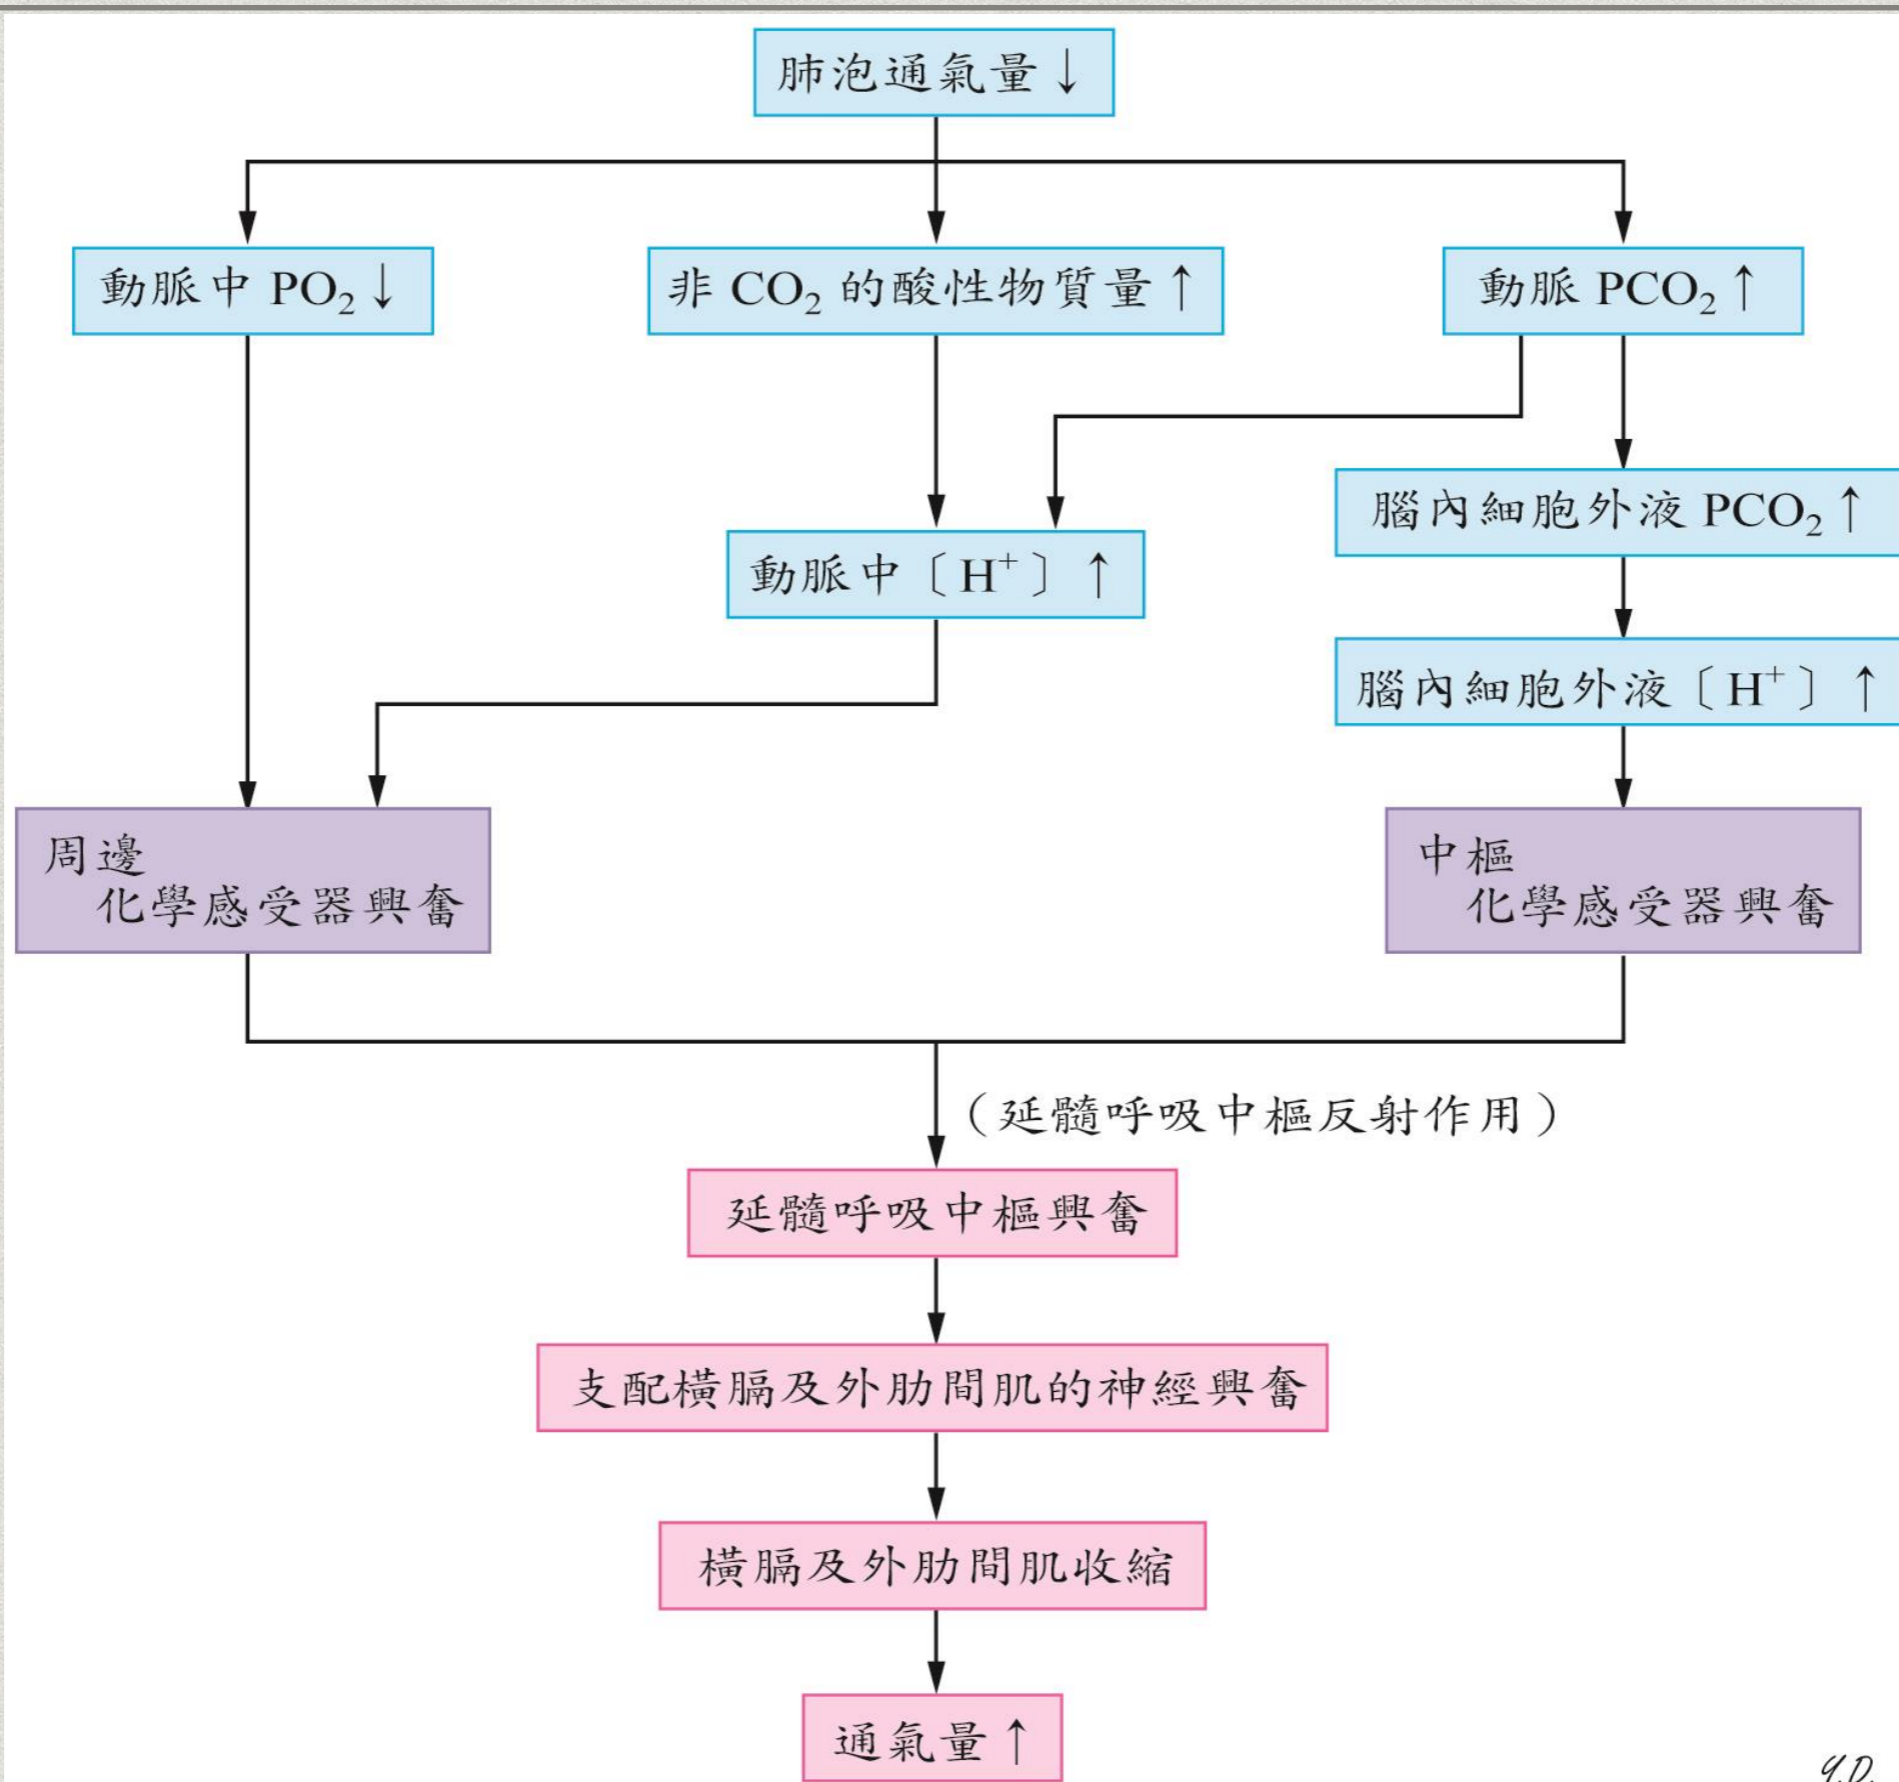 肺泡通氣量↓
動脈中 PO₂↓
非 CO₂ 的酸性物質量↑
動脈 PCO₂↑
腦內細胞外液 PCO₂↑
動脈中〔H⁺〕↑
腦內細胞外液〔H⁺〕↑
周邊
化學感受器興奮
中樞
化學感受器興奮
（延髓呼吸中樞反射作用）
延髓呼吸中樞興奮
支配橫膈及外肋間肌的神經興奮
橫膈及外肋間肌收縮
通氣量↑
Y.D.